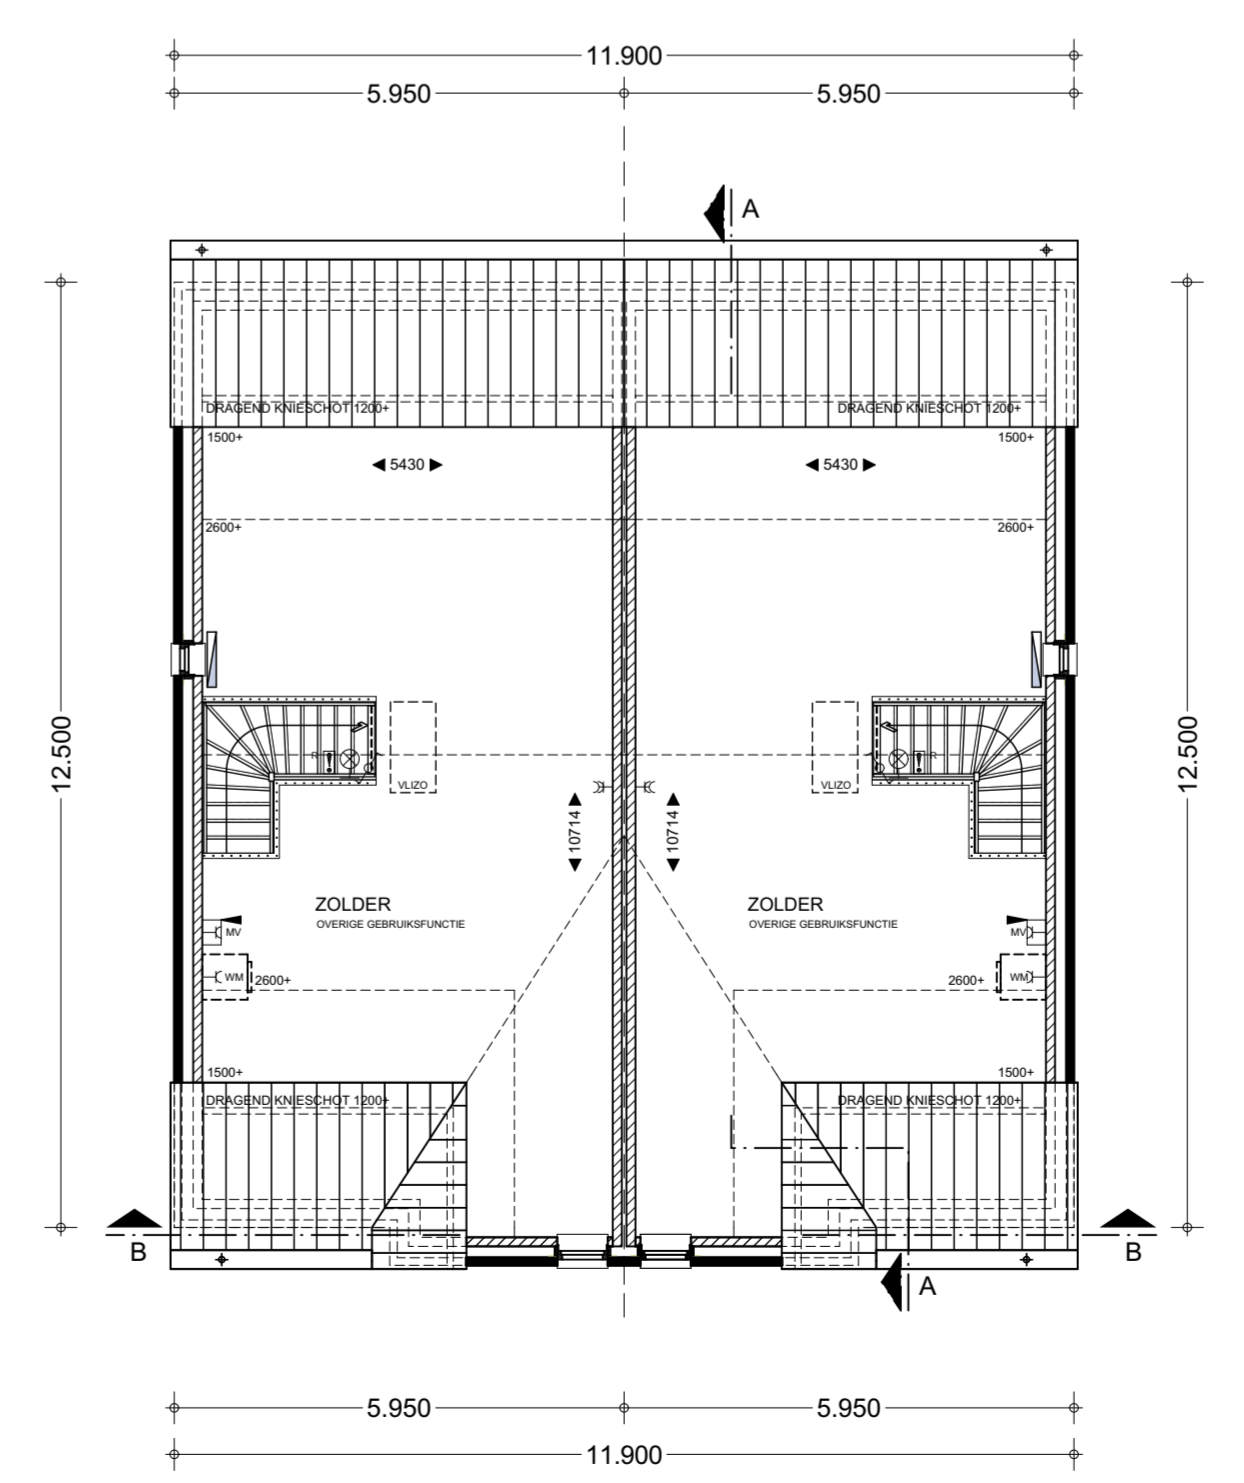 11.900
5.950 5.950
A
DRAGEND KNIESCHOT 1200+ DRAGEND KNIESCHOT 1200+
1500+ 1500+
5430 5430
2600+ 2600+
12.500 12.500
R R
VLIZO VLIZO
10714 10714
ZOLDER ZOLDER
OVERIGE GEBRUIKSFUNCTIE OVERIGE GEBRUIKSFUNCTIE
MV MV
WM 2600+ 2600+ WM
1500+ 1500+
DRAGEND KNIESCHOT 1200+ DRAGEND KNIESCHOT 1200+
B B
A
5.950 5.950
11.900